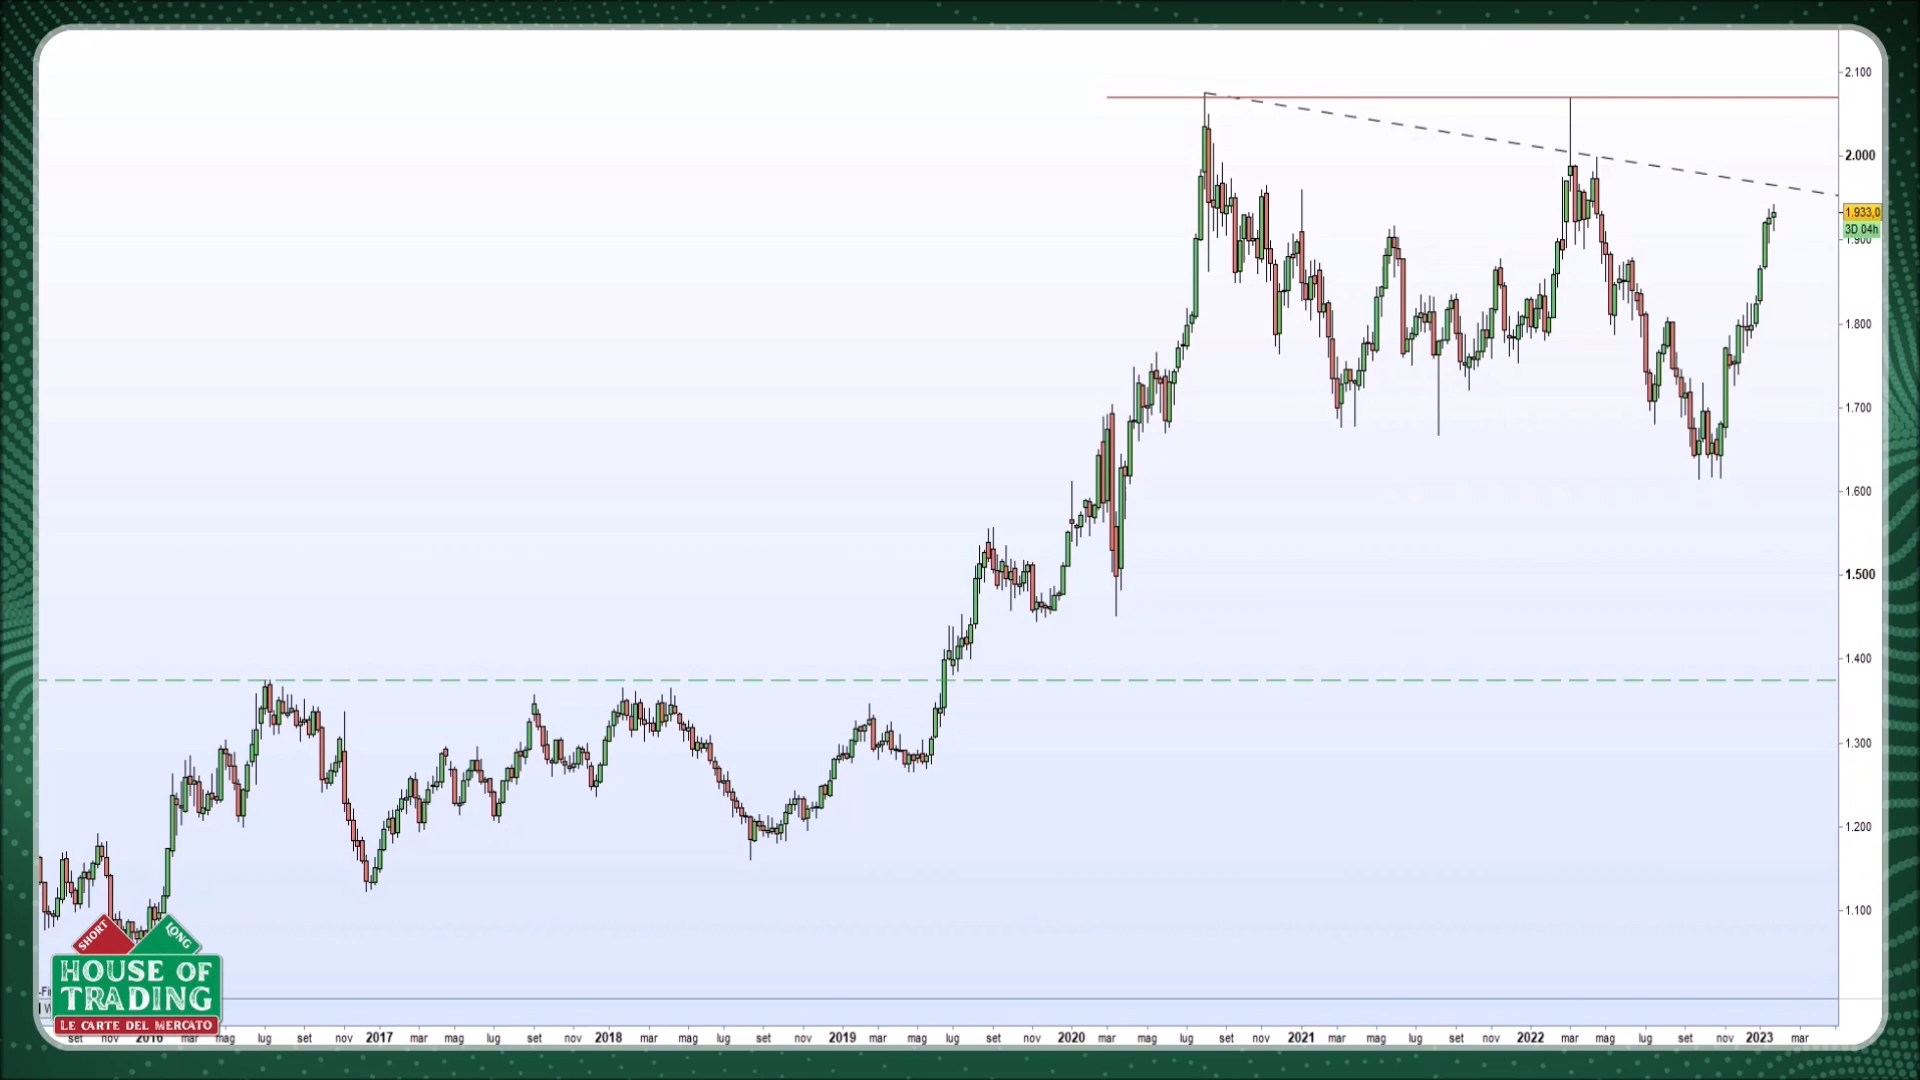 2.100
2.000
1.933,0
3D 04h
1.900
1.800
1.700
1.600
1.500
1.400
1.300
1.200
1.100
SHORT
LONG
HOUSE OF
TRADING
LE CARTE DEL MERCATO
set nov 2016 mar mag lug set nov 2017 mar mag lug set nov 2018 mar mag set nov 2019 mar mag lug set nov 2020 mar mag lug set nov 2021 mar mag lug set nov 2022 mar mag lug set nov 2023 mar